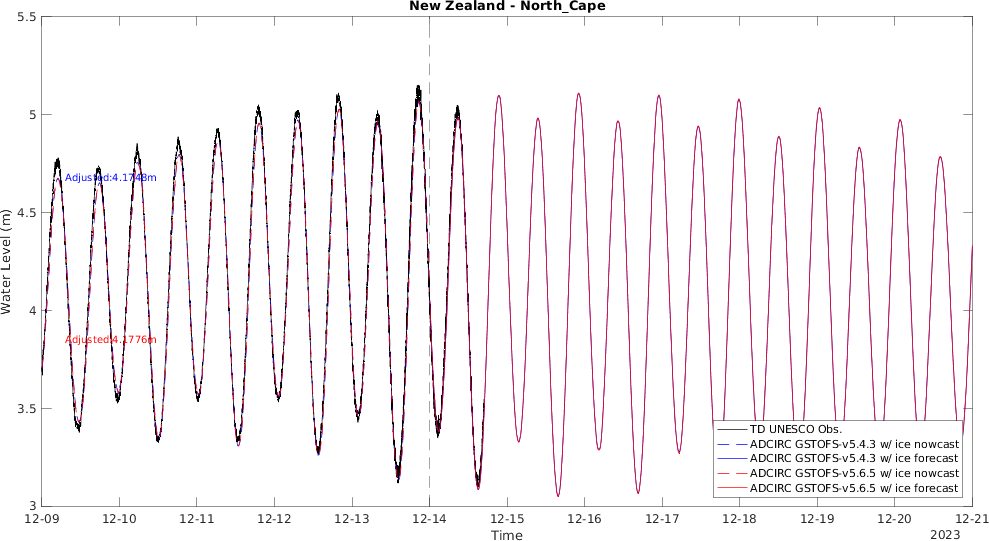 New Zealand - North_Cape
5.5
5
4.5
4
3.5
3
Water Level (m)
Adjusted:4.1748m
Adjusted:4.1776m
TD UNESCO Obs.
ADCIRC GSTOFS-v5.4.3 w/ ice nowcast
ADCIRC GSTOFS-v5.4.3 w/ ice forecast
ADCIRC GSTOFS-v5.6.5 w/ ice nowcast
ADCIRC GSTOFS-v5.6.5 w/ ice forecast
12-09 12-10 12-11 12-12 12-13 12-14 12-15 12-16 12-17 12-18 12-19 12-20 12-21
Time
2023